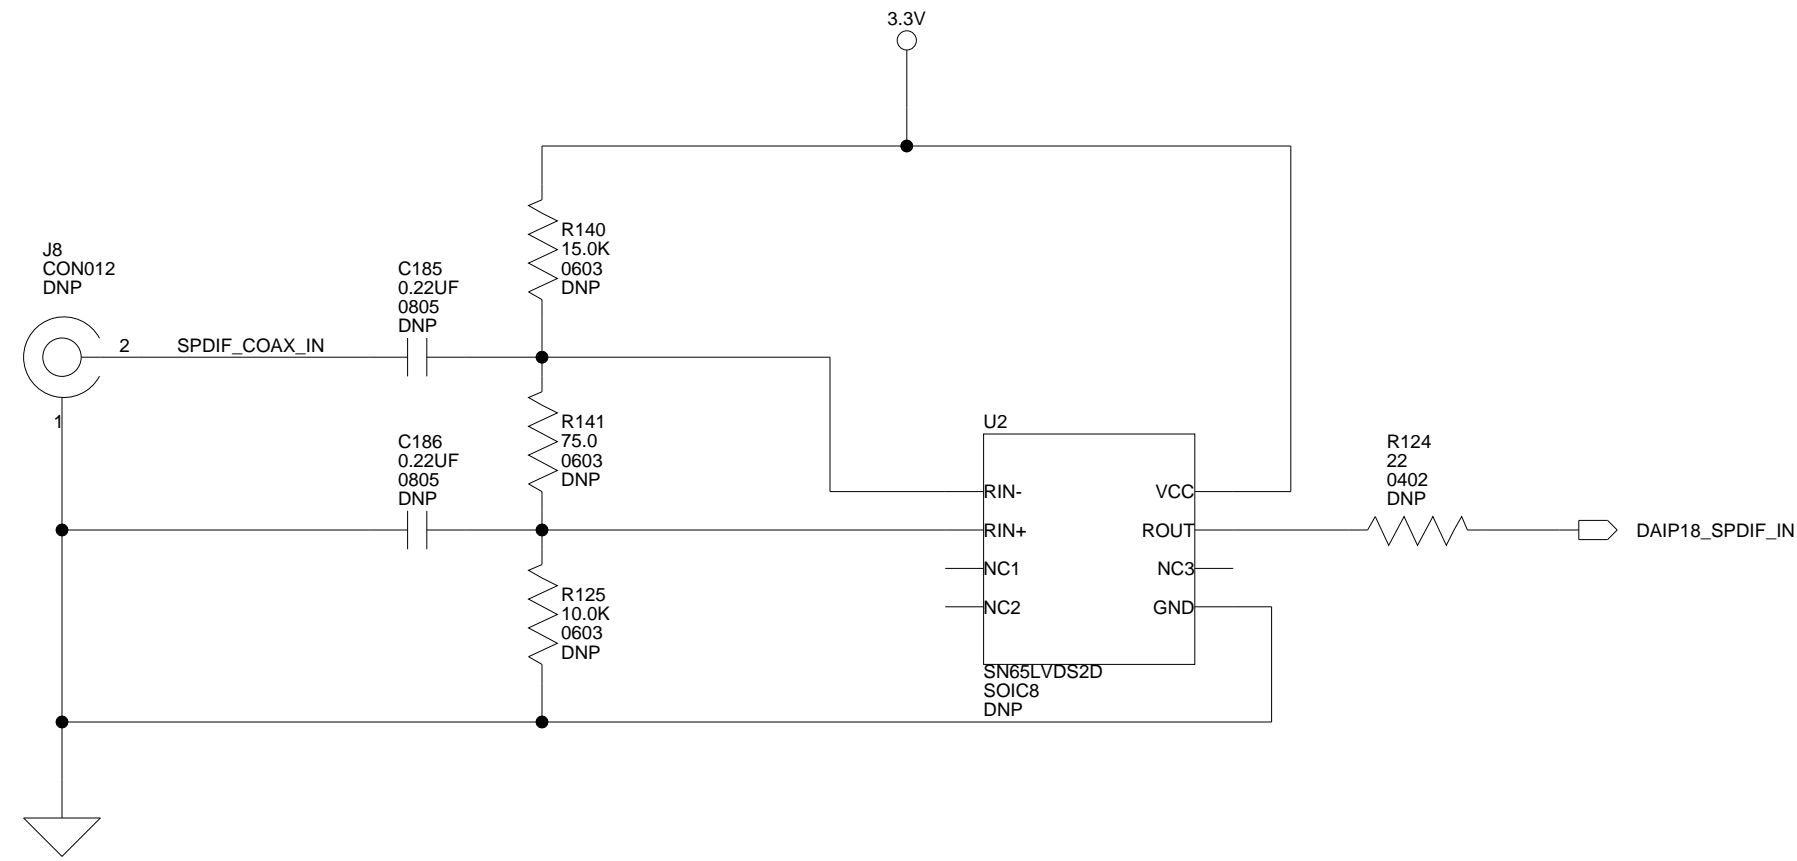 3.3V
R140
15.0K
0603
DNP
J8
CON012
DNP
C185
0.22UF
0805
DNP
2
SPDIF_COAX_IN
1
R141
75.0
0603
DNP
C186
0.22UF
0805
DNP
U2
RIN-
RIN+
NC1
NC2
VCC
ROUT
NC3
GND
SN65LVDS2D
SOIC8
DNP
R124
22
0402
DNP
DAIP18_SPDIF_IN
R125
10.0K
0603
DNP